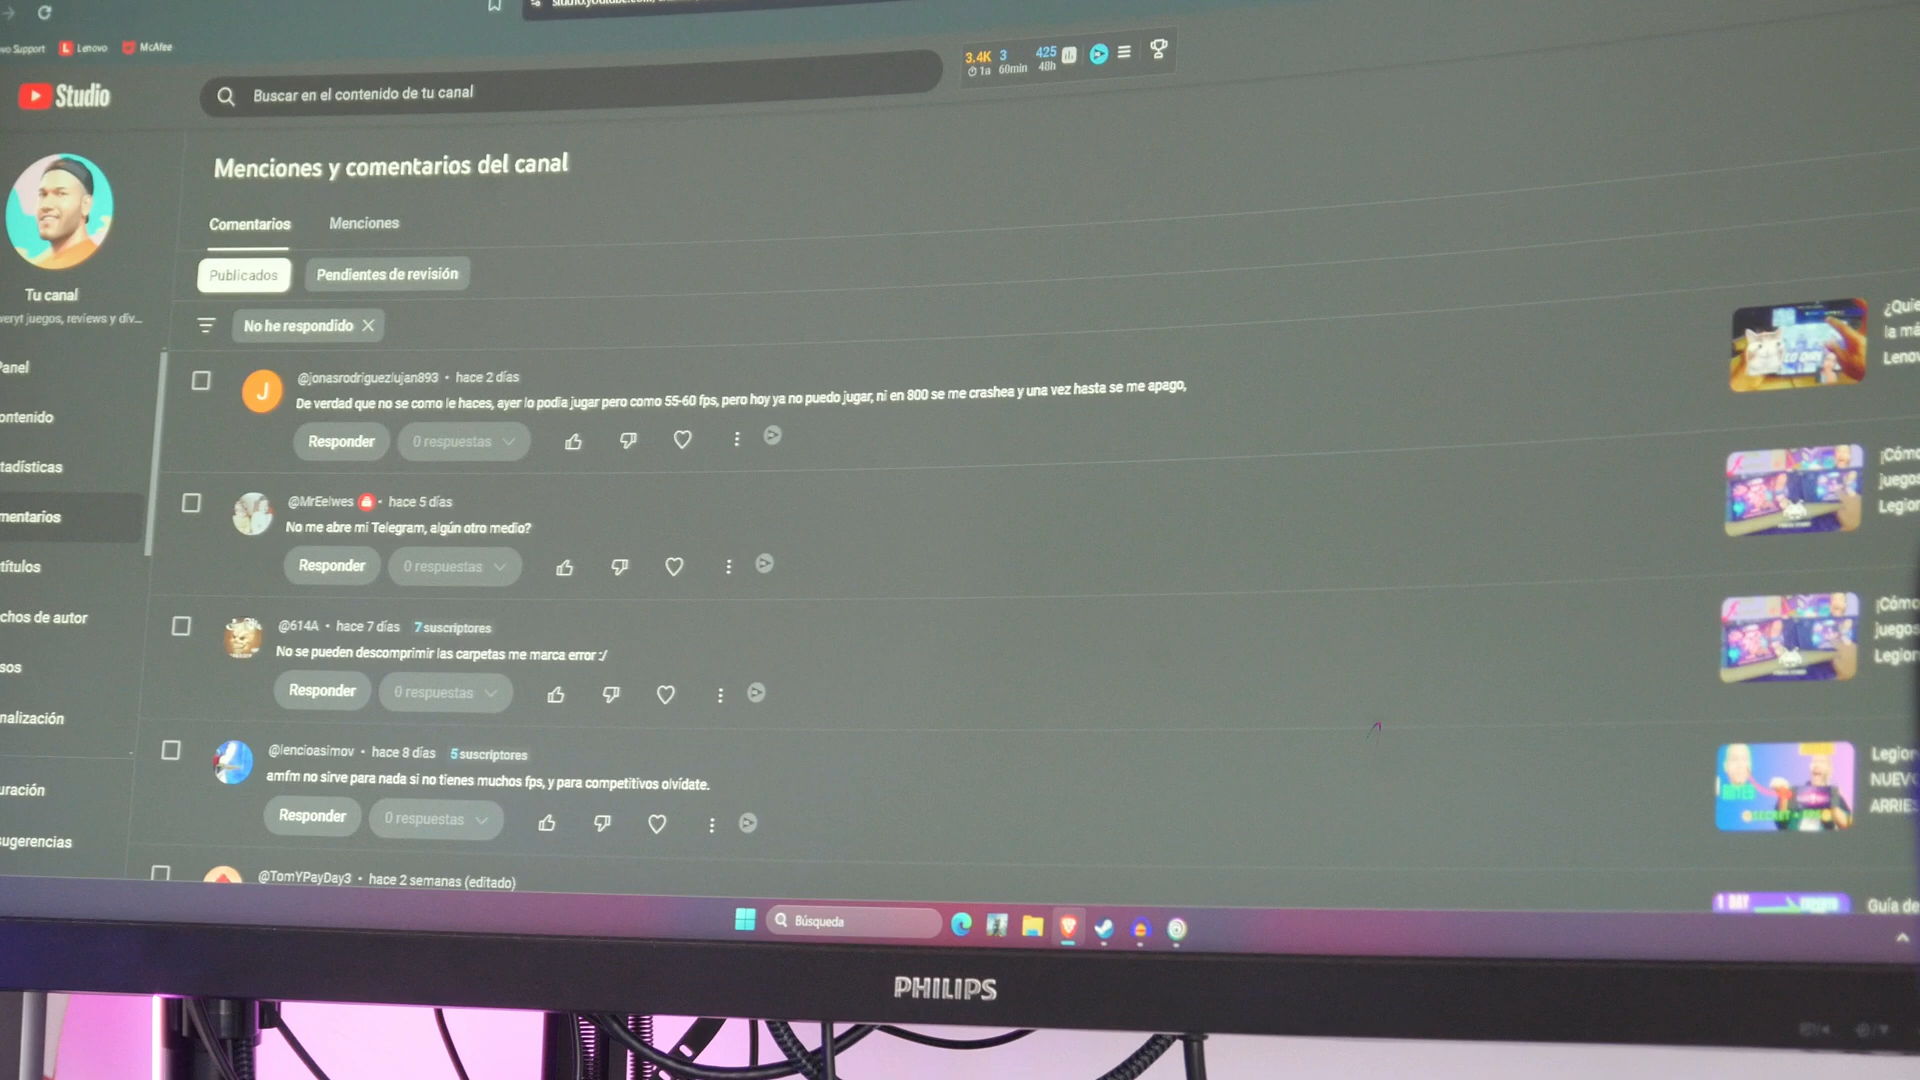 Support
Lenovo
McAfee
Studio
Buscar en el contenido de tu canal
3.4K 3 425
1a 60min 48h
Menciones y comentarios del canal
Comentarios Menciones
Publicados Pendientes de revisión
No he respondido
Tu canal
juegos, reviews y div...
@jonasrodriguezlujan893 • hace 2 días
De verdad que no se como le haces, ayer lo podia jugar pero como 55-60 fps, pero hoy ya no puedo jugar, ni en 800 se me crashea y una vez hasta se me apago,
Responder 0 respuestas
@MrEelwes • hace 5 días
No me abre mi Telegram, algún otro medio?
Responder 0 respuestas
@614A • hace 7 días 7 suscriptores
No se pueden descomprimir las carpetas me marca error :/
Responder 0 respuestas
@lencioasimov • hace 8 días 5 suscriptores
amfm no sirve para nada si no tienes muchos fps, y para competitivos olvídate.
Responder 0 respuestas
@TomYPayDay3 • hace 2 semanas (editado)
anel
ontenido
tadísticas
mentarios
títulos
chos de autor
sos
nalización
uración
sugerencias
¿Quie
la má
Leno
¡Cómo
juegos
Legion
¡Cómo
juegos
Legion
Legion
NUEV
ARRIE
1 DAY
Guía de
Búsqueda
PHILIPS